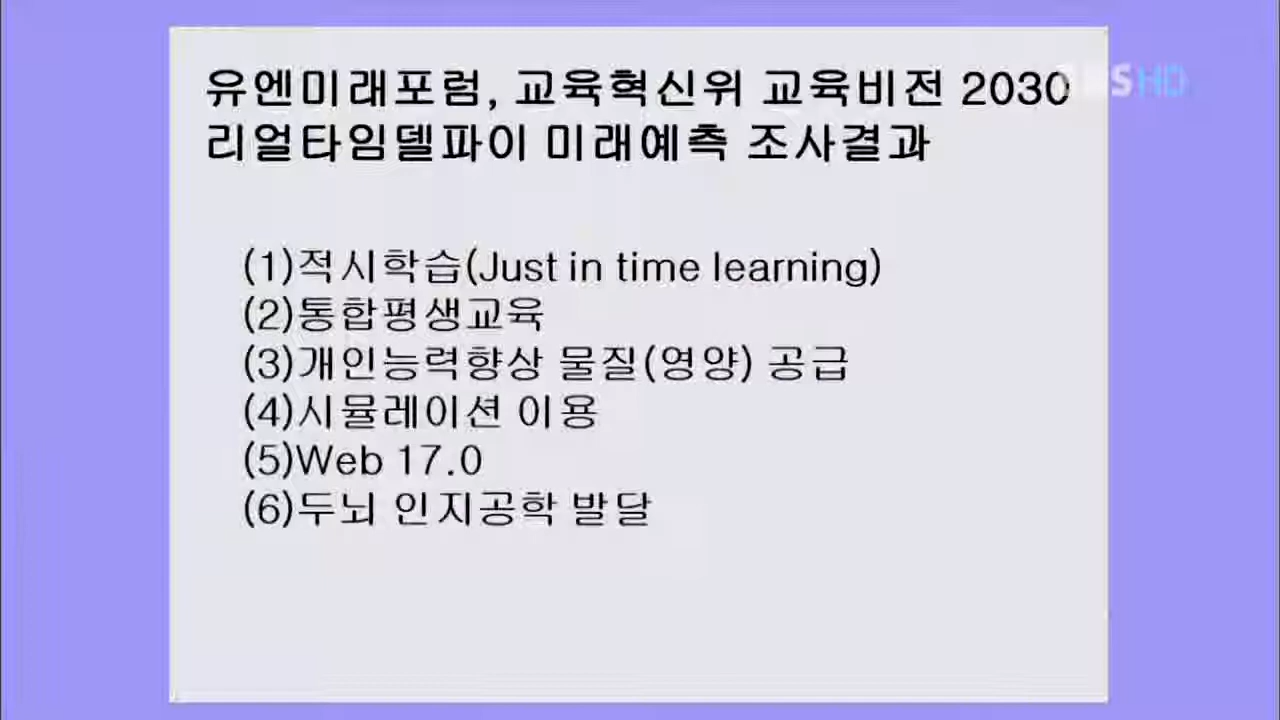 유엔미래포럼, 교육혁신위 교육비전 2030
리얼타임델파이 미래예측 조사결과
(1)적시학습(Just in time learning)
(2)통합평생교육
(3)개인능력향상 물질(영양) 공급
(4)시뮬레이션 이용
(5)Web 17.0
(6)두뇌 인지공학 발달